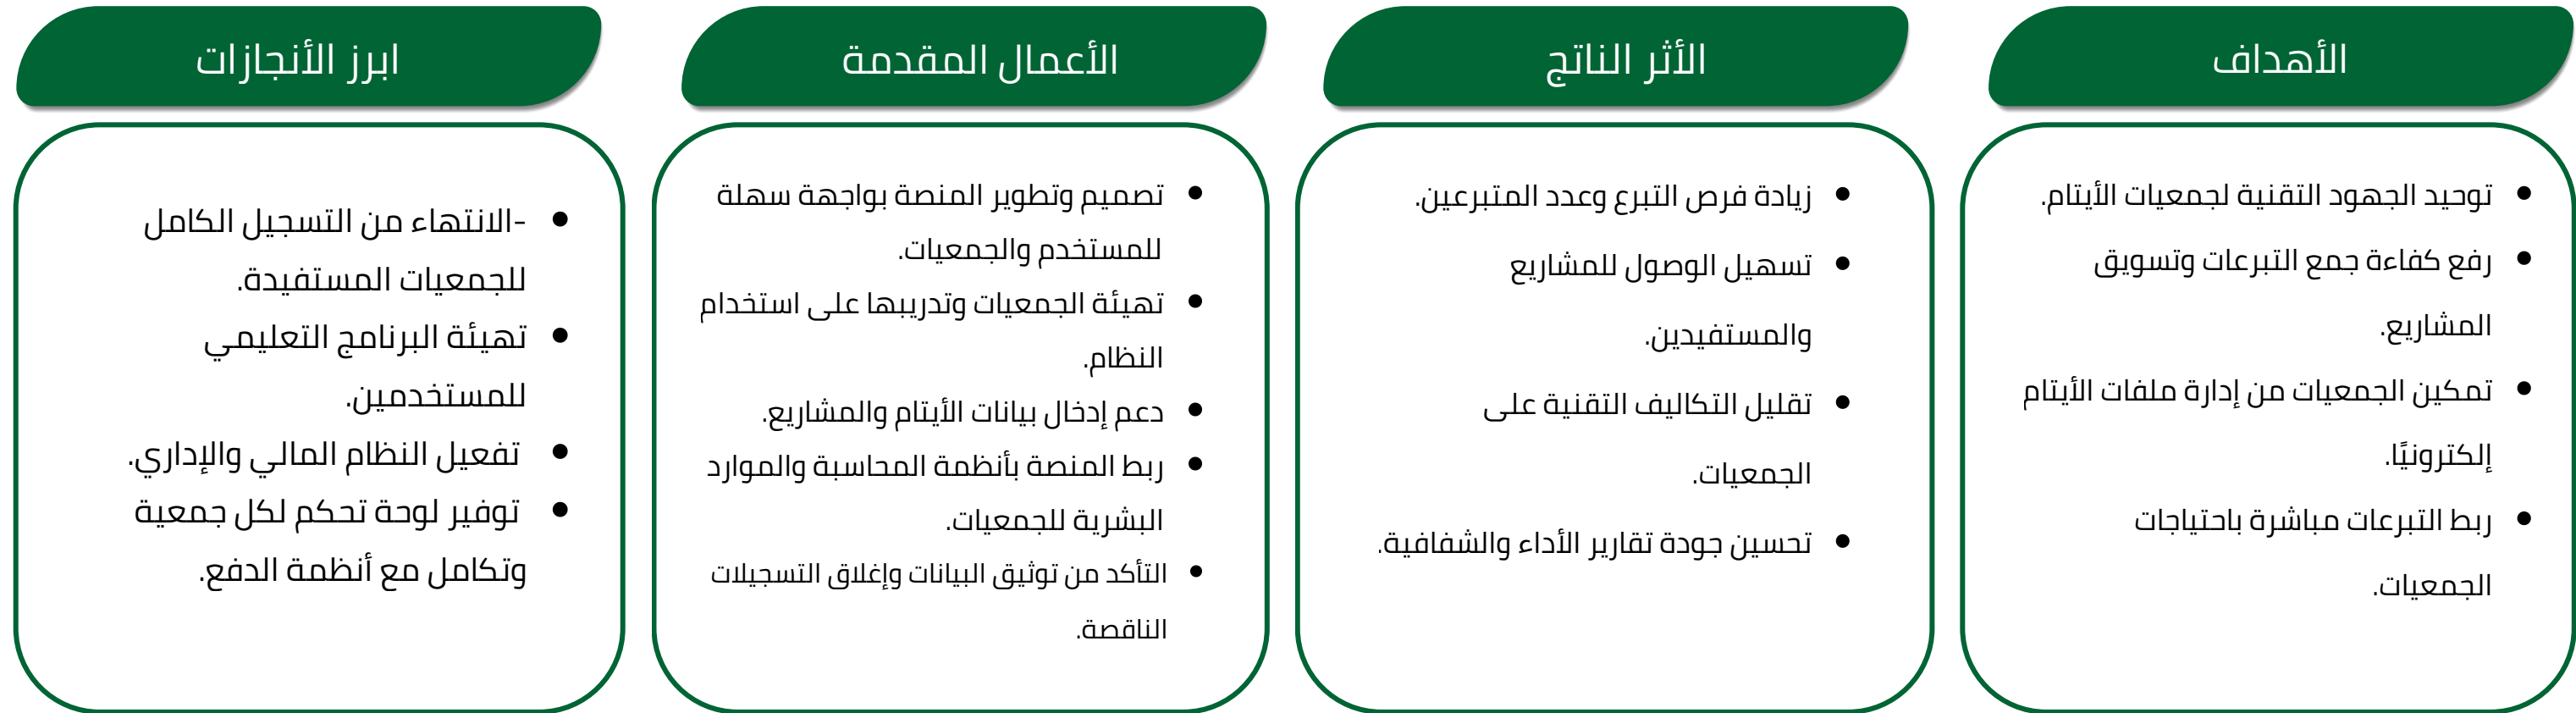 الأهداف
توحيد الجهود التقنية لجمعيات الأيتام.
رفع كفاءة جمع التبرعات وتسويق
المشاريع.
تمكين الجمعيات من إدارة ملفات الأيتام
إلكترونيًا.
ربط التبرعات مباشرة باحتياجات
الجمعيات.
الأثر الناتج
زيادة فرص التبرع وعدد المتبرعين.
تسهيل الوصول للمشاريع
والمستفيدين.
تقليل التكاليف التقنية على
الجمعيات.
تحسين جودة تقارير الأداء والشفافية.
الأعمال المقدمة
تصميم وتطوير المنصة بواجهة سهلة
للمستخدم والجمعيات.
تهيئة الجمعيات وتدريبها على استخدام
النظام.
دعم إدخال بيانات الأيتام والمشاريع.
ربط المنصة بأنظمة المحاسبة والموارد
البشرية للجمعيات.
التأكد من توثيق البيانات وإغلاق التسجيلات
الناقصة.
ابرز الأنجازات
-الانتهاء من التسجيل الكامل
للجمعيات المستفيدة.
تهيئة البرنامج التعليمي
للمستخدمين.
تفعيل النظام المالي والإداري.
توفير لوحة تحكم لكل جمعية
وتكامل مع أنظمة الدفع.